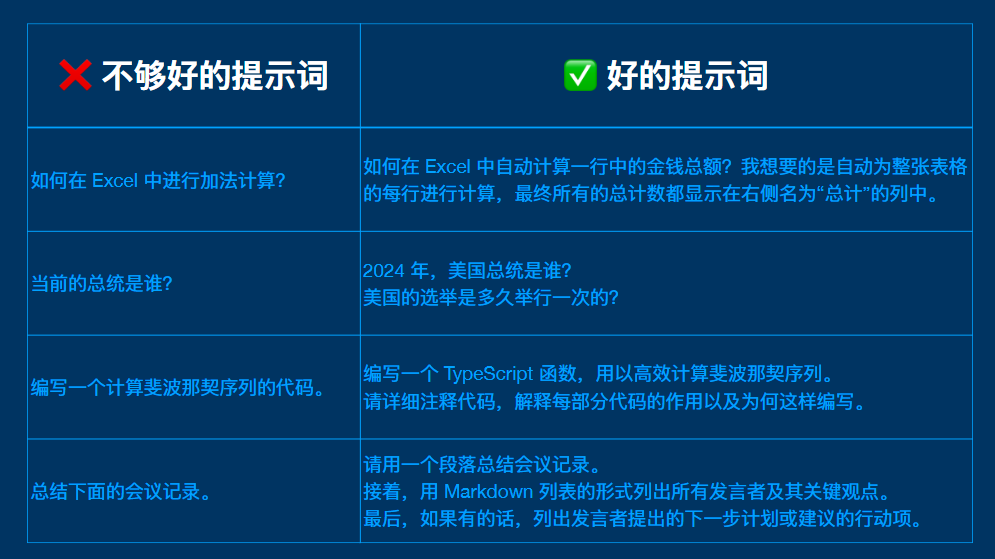 ❌ 不够好的提示词
✅ 好的提示词
如何在 Excel 中进行加法计算？
如何在 Excel 中自动计算一行中的金钱总额？我想要的是自动为整张表格
的每行进行计算，最终所有的总计数都显示在右侧名为“总计”的列中。
当前的总统是谁？
2024 年，美国总统是谁？
美国的选举是多久举行一次的？
编写一个计算斐波那契序列的代码。
编写一个 TypeScript 函数，用以高效计算斐波那契序列。
请详细注释代码，解释每部分代码的作用以及为何这样编写。
总结下面的会议记录。
请用一个段落总结会议记录。
接着，用 Markdown 列表的形式列出所有发言者及其关键观点。
最后，如果有的话，列出发言者提出的下一步计划或建议的行动项。